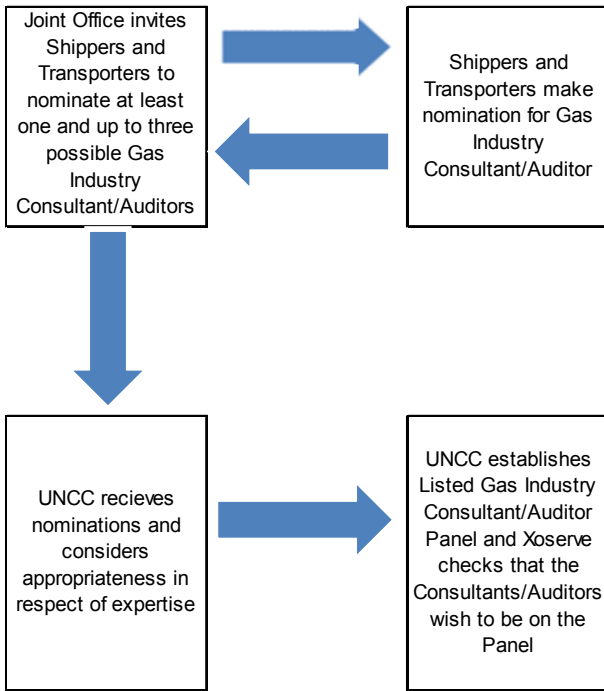 Joint Office invites
Shippers and
Transporters to
nominate at least
one and up to three
possible Gas
Industry
Consultant/Auditors
Shippers and
Transporters make
nomination for Gas
Industry
Consultant/Auditor
UNCC recieves
nominations and
considers
appropriateness in
respect of expertise
UNCC establishes
Listed Gas Industry
Consultant/Auditor
Panel and Xoserve
checks that the
Consultants/Auditors
wish to be on the
Panel